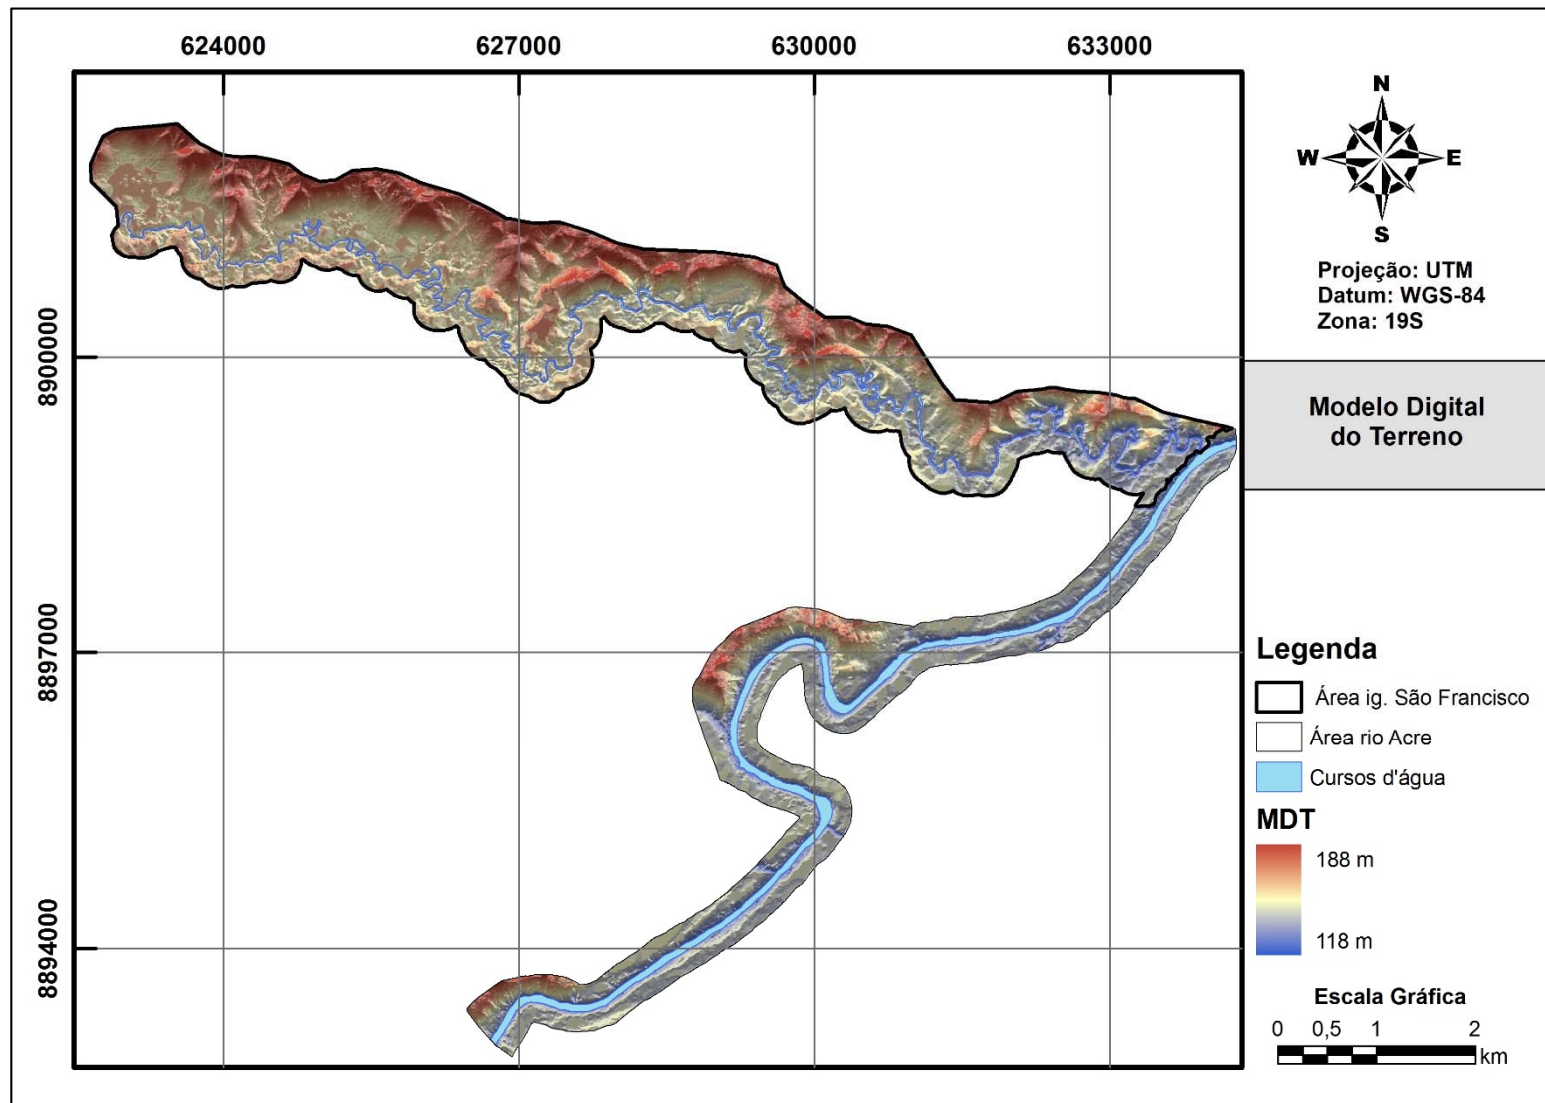 624000
627000
630000
633000
8900000
8897000
8894000
N
W
E
S
Projeção: UTM
Datum: WGS-84
Zona: 19S
Modelo Digital
do Terreno
Legenda
Área ig. São Francisco
Área rio Acre
Cursos d'água
MDT
188 m
118 m
Escala Gráfica
0 0,5 1 2
km